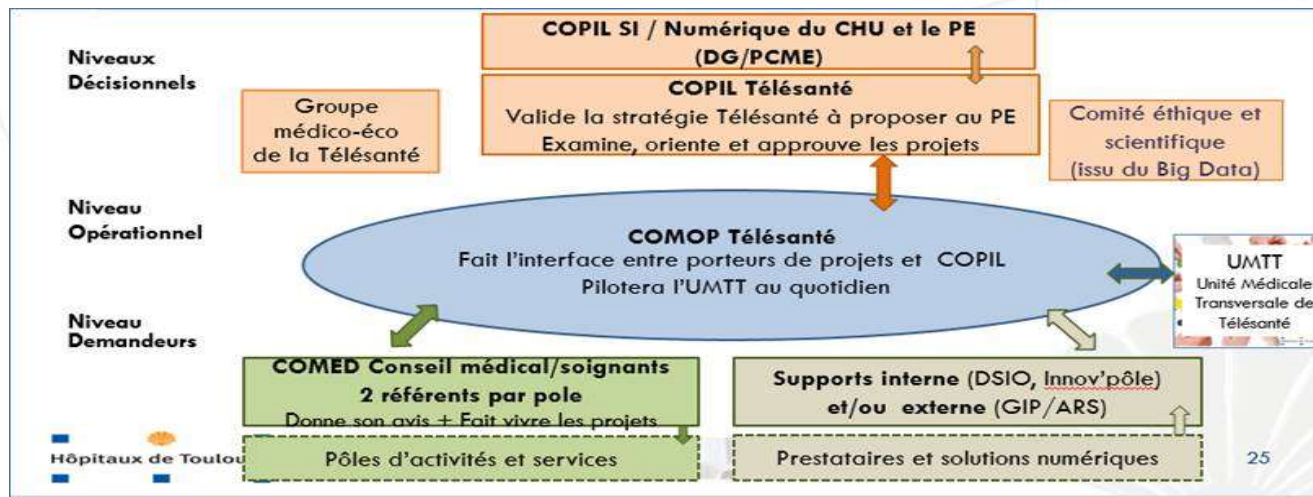 COPIL SI / Numérique du CHU et le PE
(DG/PCME)
Niveaux
Décisionnels
COPIL Télésanté
Valide la stratégie Télésanté à proposer au PE
Examine, oriente et approuve les projets
Groupe
médico-éco
de la Télésanté
Comité éthique et
scientifique
(issu du Big Data)
Niveau
Opérationnel
COMOP Télésanté
Fait l'interface entre porteurs de projets et COPIL
Pilotera l'UMTT au quotidien
UMTT
Unité Médicale
Transversale de
Télésanté
Niveau
Demandeurs
COMED Conseil médical/soignants
2 référents par pole
Donne son avis + Fait vivre les projets
Supports interne (DSIO, Innov'pôle)
et/ou externe (GIP/ARS)
Hôpitaux de Toulou
Pôles d'activités et services
Prestataires et solutions numériques
25